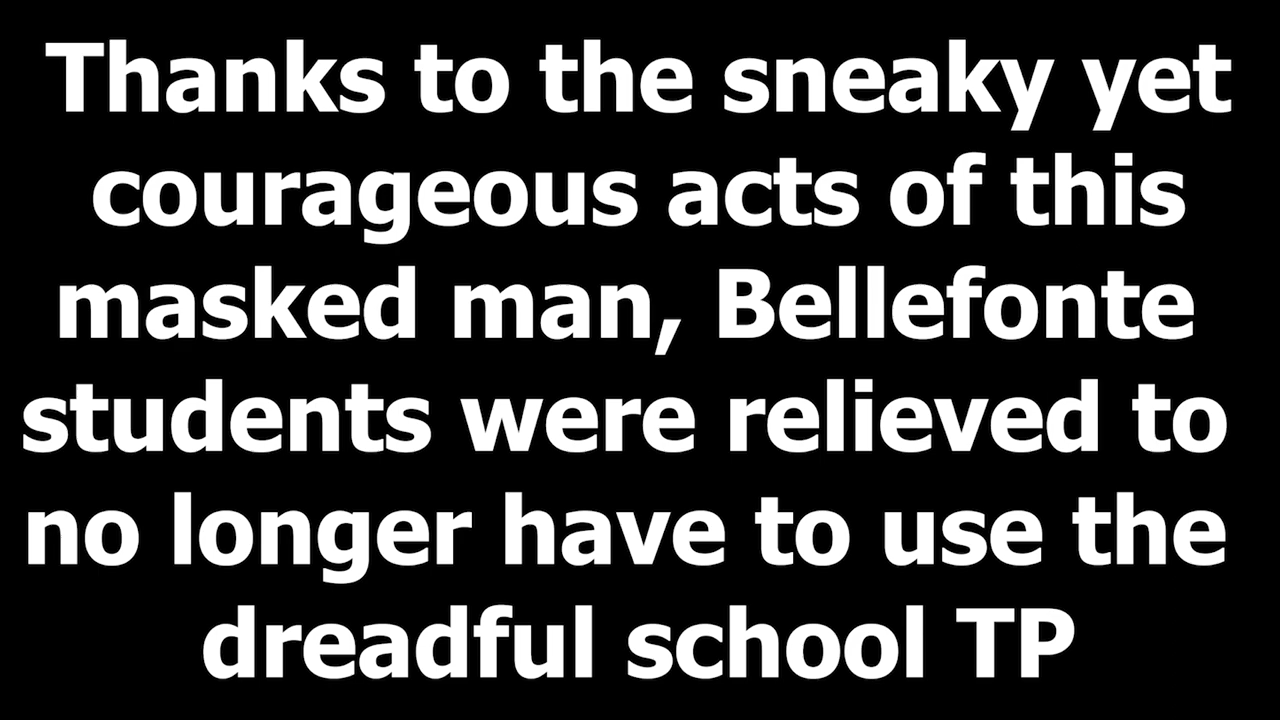 Thanks to the sneaky yet
courageous acts of this
masked man, Bellefonte
students were relieved to
no longer have to use the
dreadful school TP